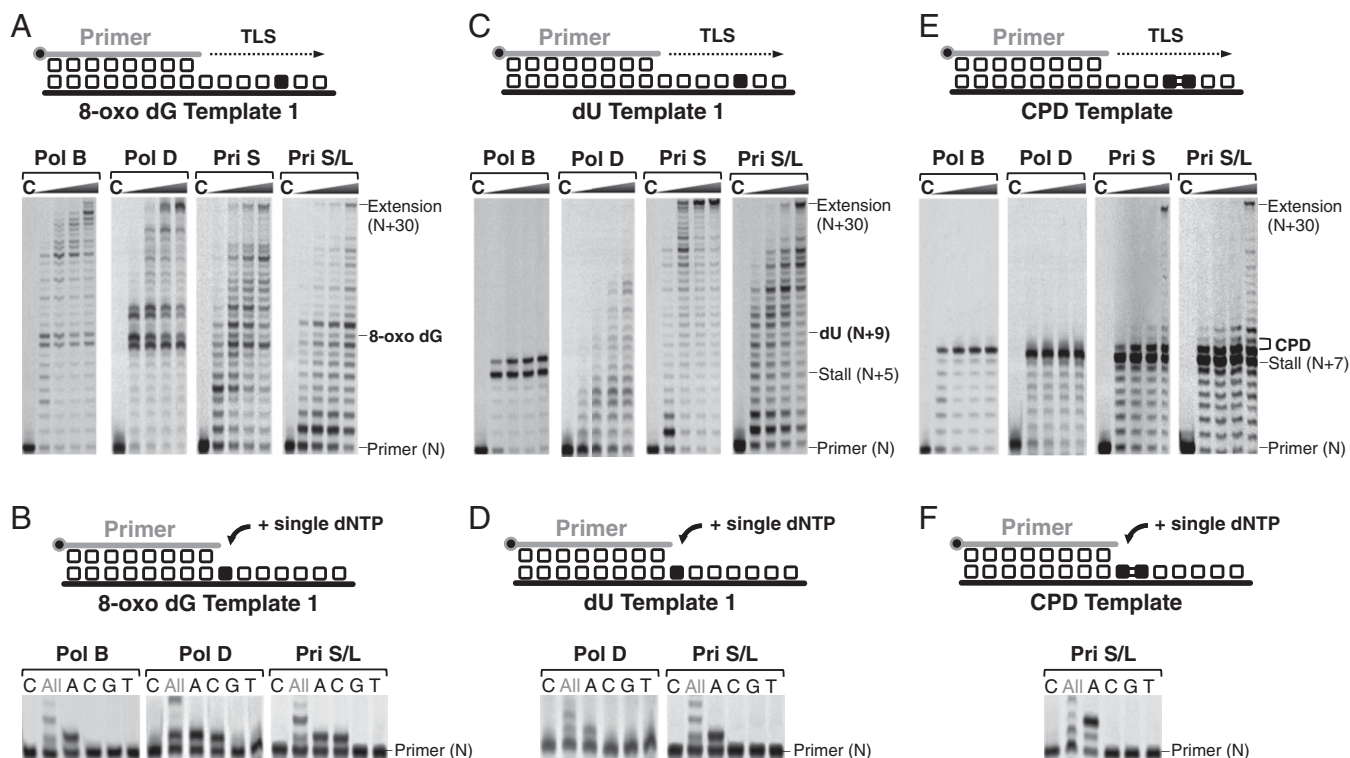 A
Primer
TLS
8-oxo dG Template 1
Pol B Pol D Pri S Pri S/L
C C C C
Extension
(N+30)
8-oxo dG
Primer (N)
B
Primer
+ single dNTP
8-oxo dG Template 1
Pol B Pol D Pri S/L
C All A C G T C All A C G T C All A C G T
Primer (N)
C
Primer
TLS
dU Template 1
Pol B Pol D Pri S Pri S/L
C C C C
Extension
(N+30)
dU (N+9)
Stall (N+5)
Primer (N)
D
Primer
+ single dNTP
dU Template 1
Pol D Pri S/L
C All A C G T C All A C G T
Primer (N)
E
Primer
TLS
CPD Template
Pol B Pol D Pri S Pri S/L
C C C C
Extension
(N+30)
CPD
Stall (N+7)
Primer (N)
F
Primer
+ single dNTP
CPD Template
Pri S/L
C All A C G T
Primer (N)